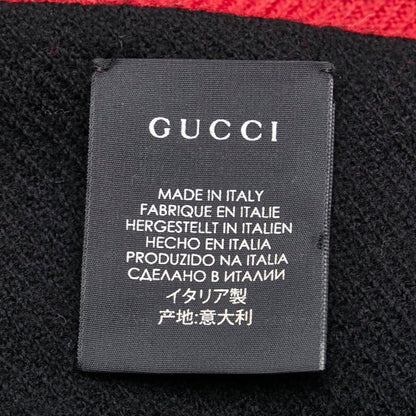 GUCCI
MADE IN ITALY
FABRIQUE EN ITALIE
HERGESTELLT IN ITALIEN
HECHO EN ITALIA
PRODUZIDO NA ITALIA
СДЕЛАНО В ИТАЛИИ
イタリア製
产地:意大利